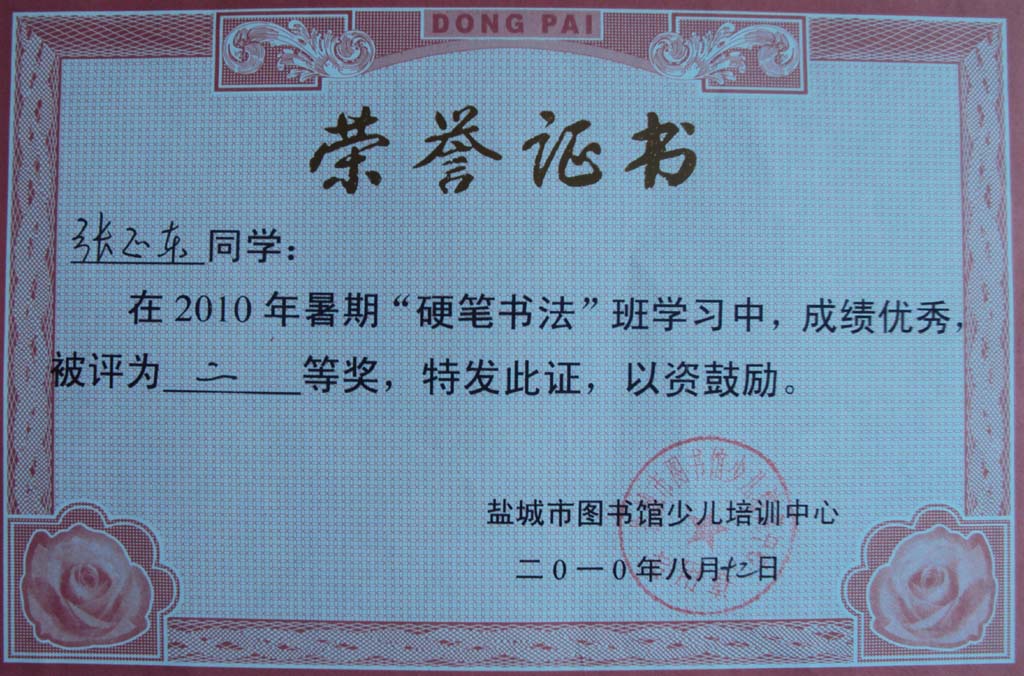 DONG PAI
荣誉证书
张正东同学：
在2010年暑期“硬笔书法”班学习中，成绩优秀，
被评为二等奖，特发此证，以资鼓励。
盐城市图书馆少儿培训中心
二0一0年八月十二日